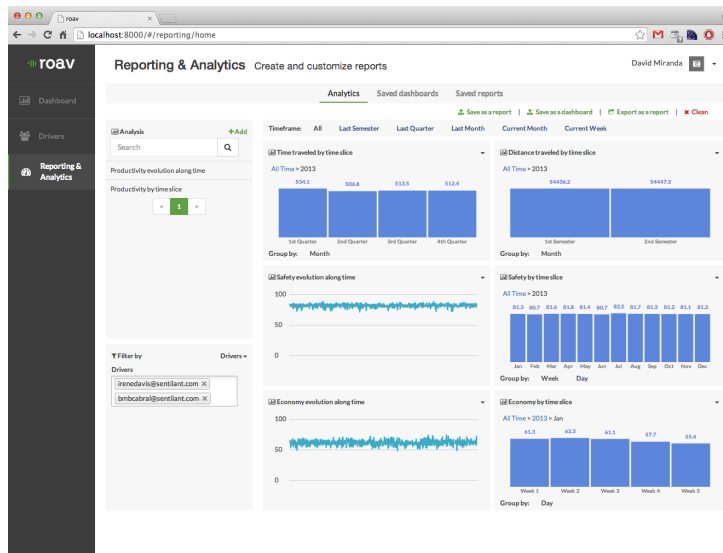 roav
localhost:8000/#/reporting/home
roav
Reporting & Analytics Create and customize reports
David Miranda
Dashboard
Drivers
Reporting & Analytics
Analytics Saved dashboards Saved reports
Save as a report | Save as a dashboard | Export as a report | Clean
Analysis +Add
Search
Productivity evolution along time
Productivity by time slice
< 1 >
Filter by Drivers
Drivers
irenedavis@sentilant.com ×
bmbcabral@sentilant.com ×
Timeframe: All Last Semester Last Quarter Last Month Current Month Current Week
Time traveled by time slice
All Time > 2013
534.1 506.8 512.5 512.4
1st Quarter 2nd Quarter 3rd Quarter 4th Quarter
Group by: Month
Distance traveled by time slice
All Time > 2013
54436.2 54447.3
1st Semester 2nd Semester
Group by: Month
Safety evolution along time
100
50
0
Safety by time slice
All Time > 2013
81.3 80.7 81.6 81.8 81.4 80.7 82.5 81.7 81.3 81.2 81.1 81.2
Jan Feb Mar Apr May Jun Jul Aug Sep Oct Nov Dec
Group by: Week Day
Economy evolution along time
100
50
0
Economy by time slice
All Time > 2013 > Jan
61.3 62.3 61.1 57.7 55.4
Week 1 Week 2 Week 3 Week 4 Week 5
Group by: Day